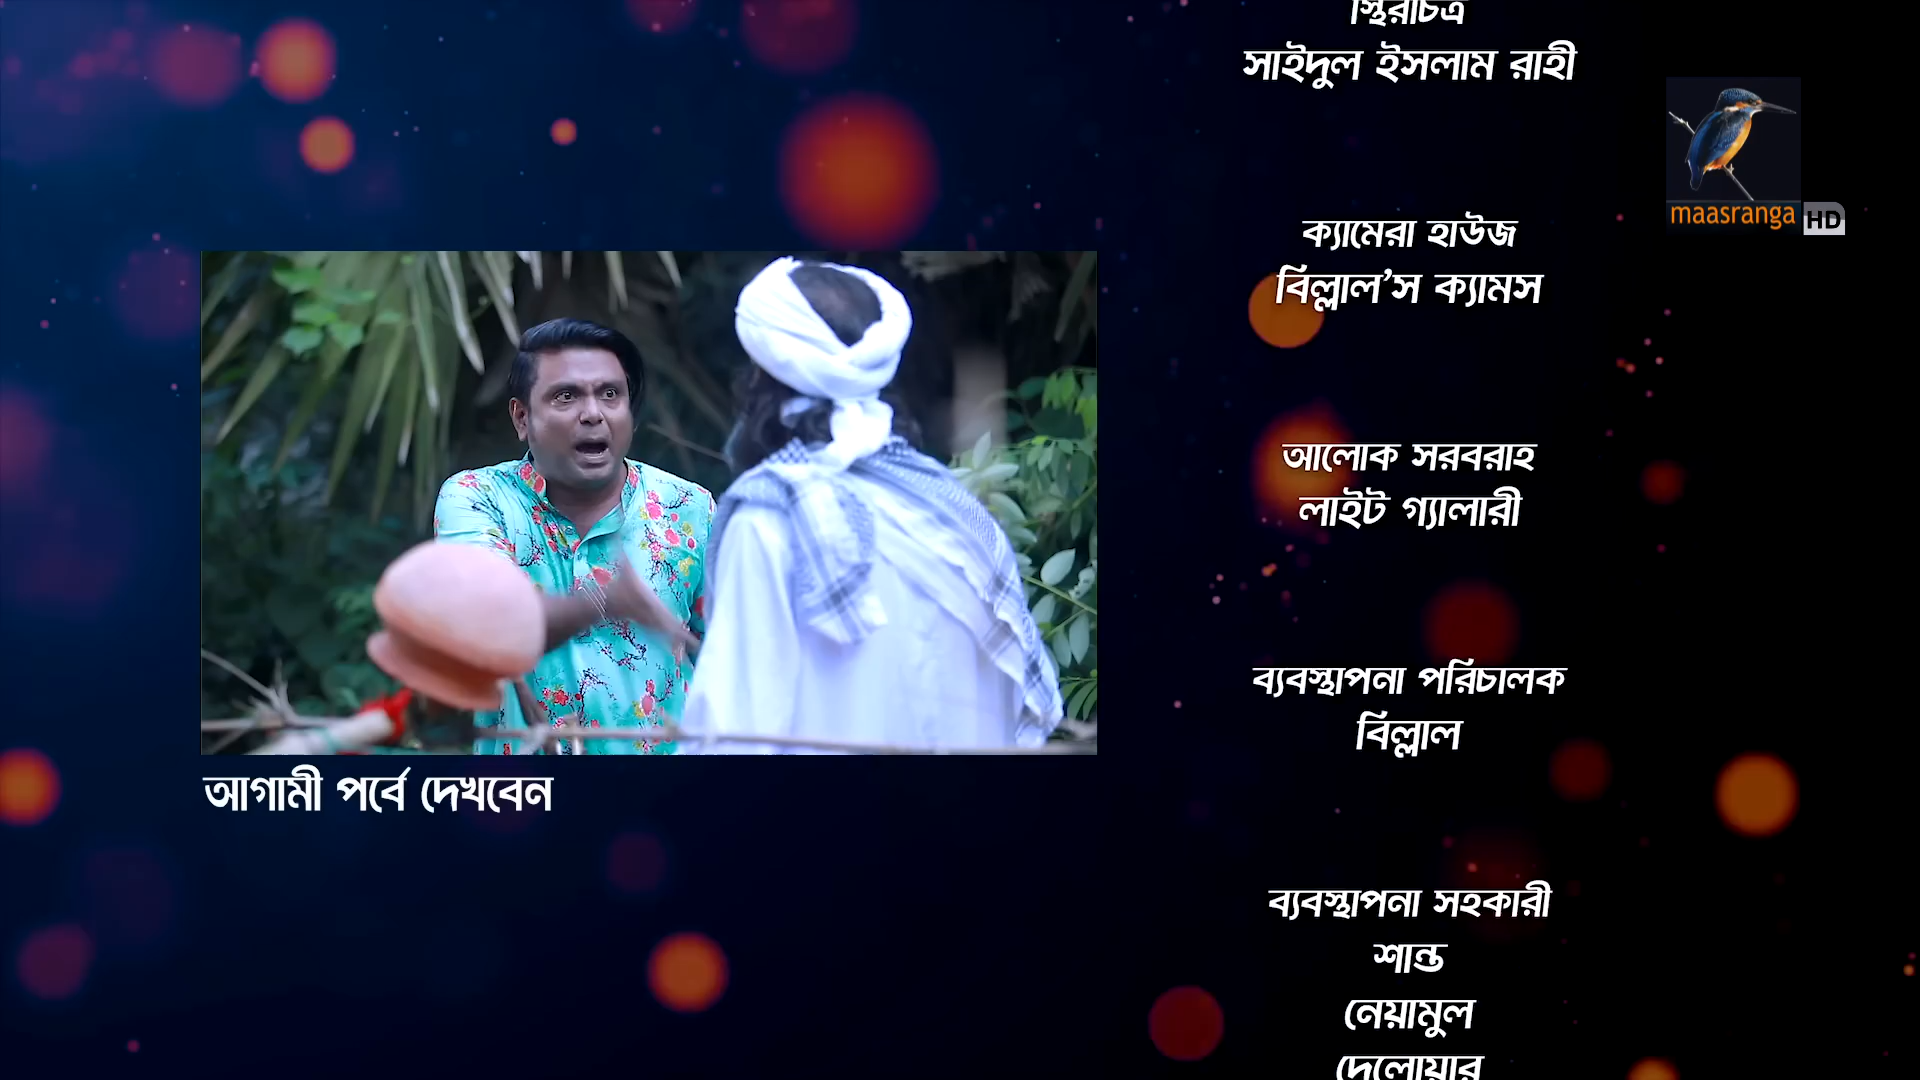 স্থিরচিত্র
সাইদুল ইসলাম রাহী
maasranga HD
ক্যামেরা হাউজ
বিল্লাল’স ক্যামস
আলোক সরবরাহ
লাইট গ্যালারী
ব্যবস্থাপনা পরিচালক
বিল্লাল
আগামী পর্বে দেখবেন
ব্যবস্থাপনা সহকারী
শান্ত
নেয়ামুল
দেলোয়ার